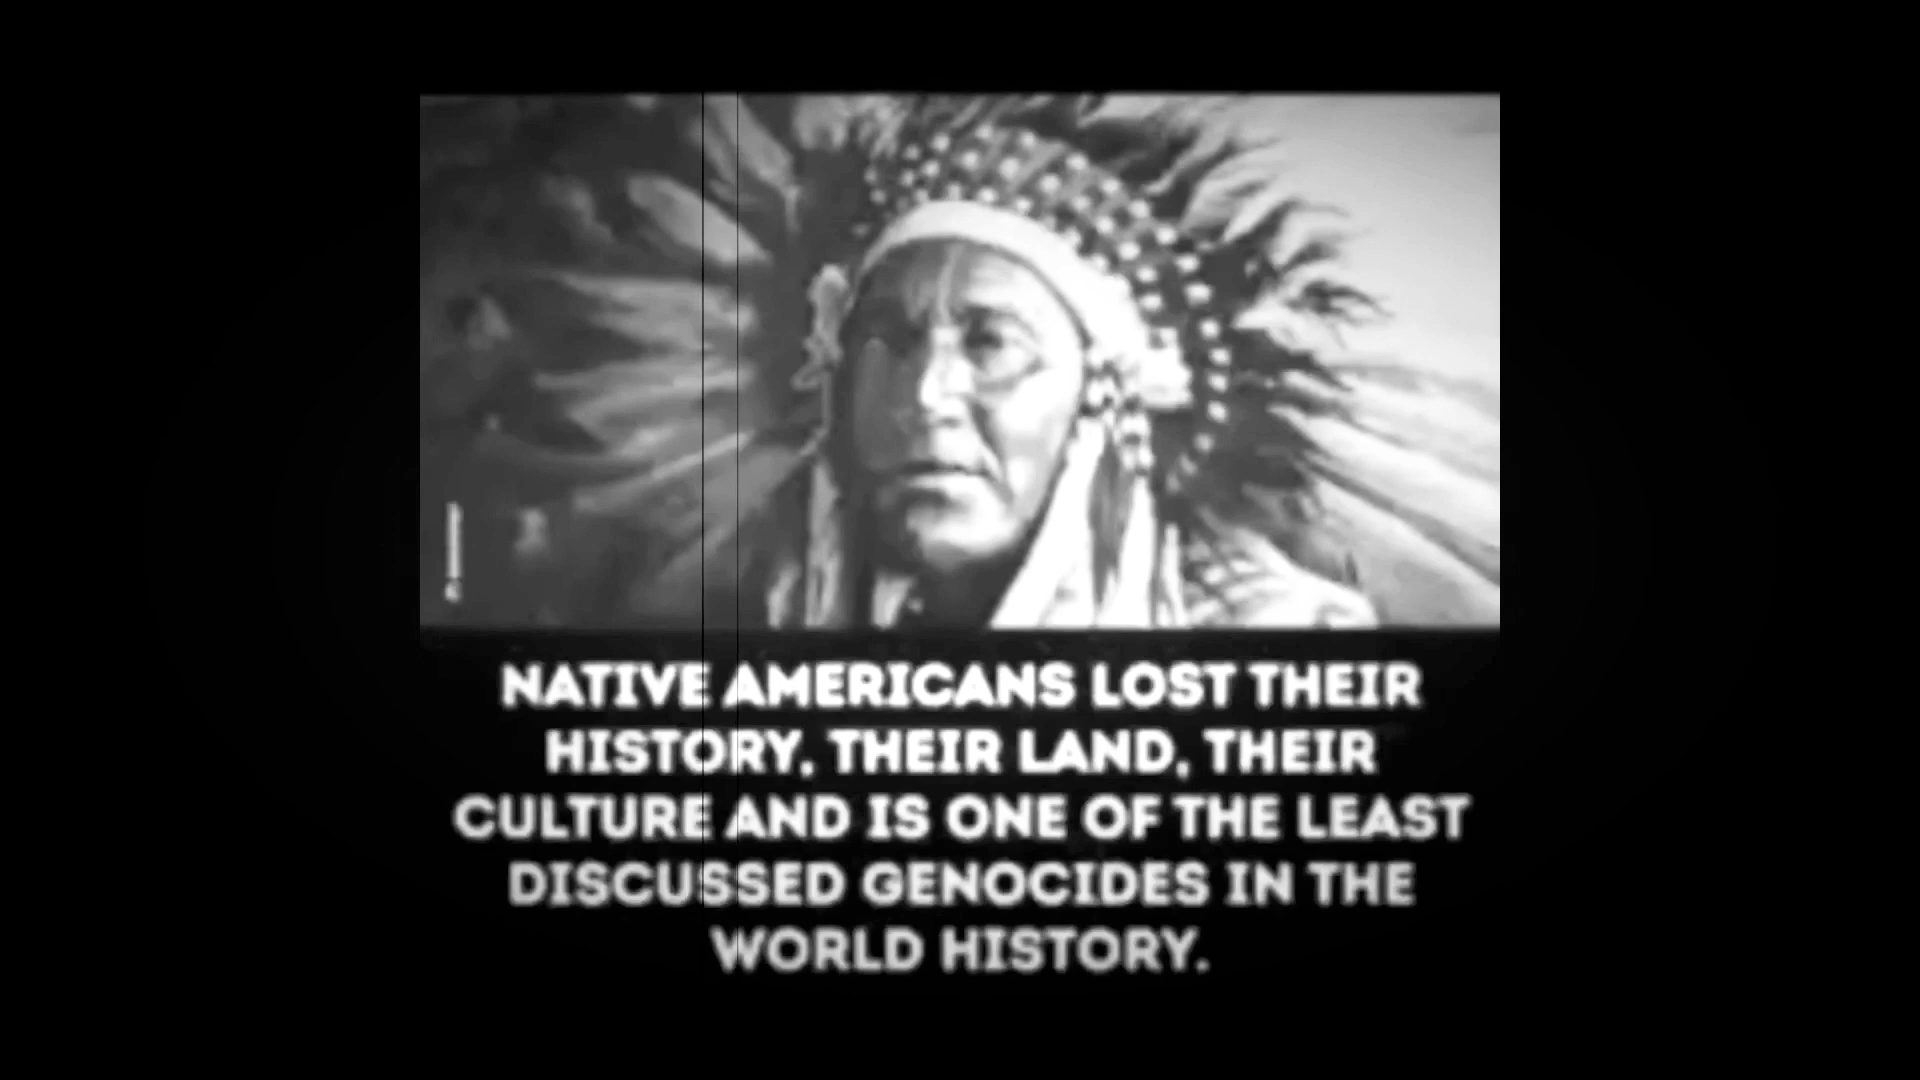 NATIVE AMERICANS LOST THEIR
HISTORY, THEIR LAND, THEIR
CULTURE AND IS ONE OF THE LEAST
DISCUSSED GENOCIDES IN THE
WORLD HISTORY.